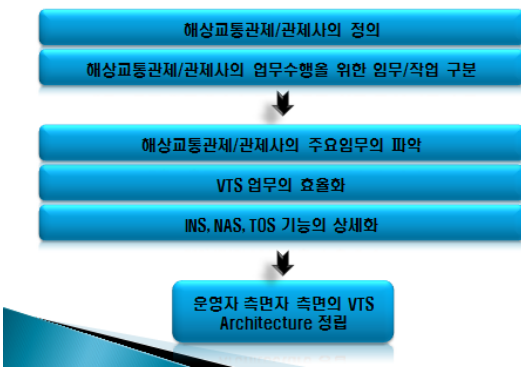 해상교통관제/관제사의 정의
해상교통관제/관제사의 업무수행을 위한 임무/작업 구분
해상교통관제/관제사의 주요임무의 파악
VTS 업무의 효율화
INS, NAS, TOS 기능의 상세화
운영자 측면자 측면의 VTS
Architecture 정립